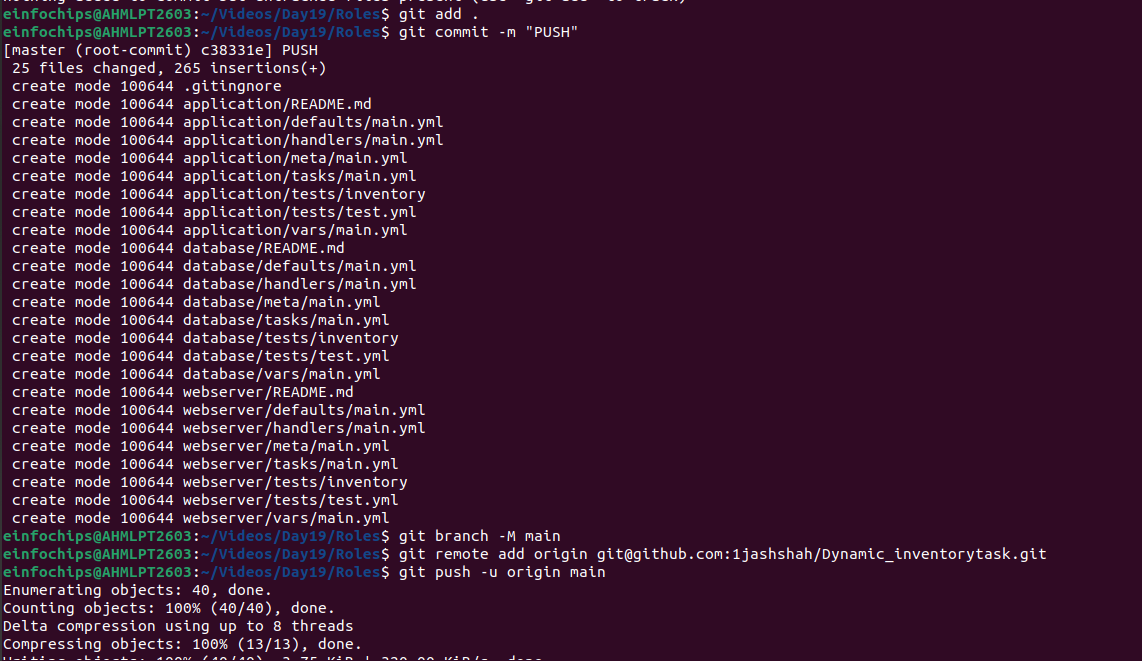 einfochips@AHMLPT2603:~/Videos/Day19/Roles$ git add .
einfochips@AHMLPT2603:~/Videos/Day19/Roles$ git commit -m "PUSH"
[master (root-commit) c38331e] PUSH
 25 files changed, 265 insertions(+)
 create mode 100644 .gitingnore
 create mode 100644 application/README.md
 create mode 100644 application/defaults/main.yml
 create mode 100644 application/handlers/main.yml
 create mode 100644 application/meta/main.yml
 create mode 100644 application/tasks/main.yml
 create mode 100644 application/tests/inventory
 create mode 100644 application/tests/test.yml
 create mode 100644 application/vars/main.yml
 create mode 100644 database/README.md
 create mode 100644 database/defaults/main.yml
 create mode 100644 database/handlers/main.yml
 create mode 100644 database/meta/main.yml
 create mode 100644 database/tasks/main.yml
 create mode 100644 database/tests/inventory
 create mode 100644 database/tests/test.yml
 create mode 100644 database/vars/main.yml
 create mode 100644 webserver/README.md
 create mode 100644 webserver/defaults/main.yml
 create mode 100644 webserver/handlers/main.yml
 create mode 100644 webserver/meta/main.yml
 create mode 100644 webserver/tasks/main.yml
 create mode 100644 webserver/tests/inventory
 create mode 100644 webserver/tests/test.yml
 create mode 100644 webserver/vars/main.yml
einfochips@AHMLPT2603:~/Videos/Day19/Roles$ git branch -M main
einfochips@AHMLPT2603:~/Videos/Day19/Roles$ git remote add origin git@github.com:1jashshah/Dynamic_inventorytask.git
einfochips@AHMLPT2603:~/Videos/Day19/Roles$ git push -u origin main
Enumerating objects: 40, done.
Counting objects: 100% (40/40), done.
Delta compression using up to 8 threads
Compressing objects: 100% (13/13), done.